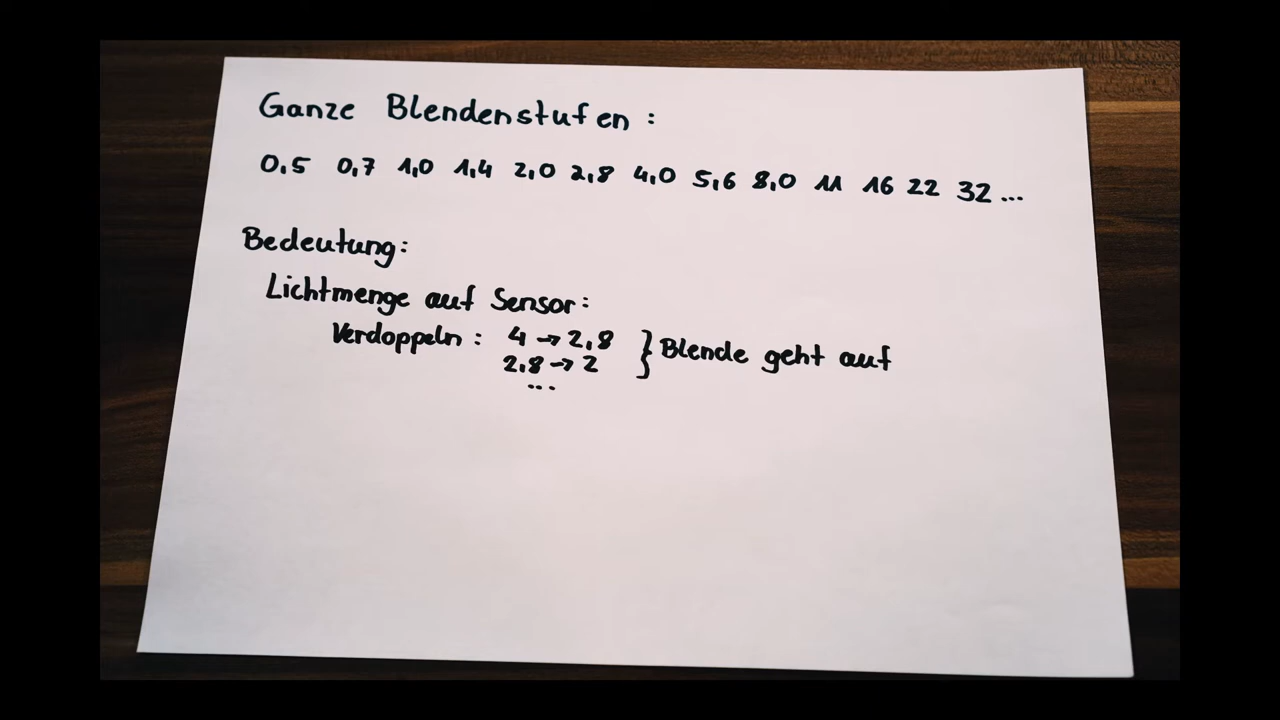 Ganze Blendenstufen:
0,5 0,7 1,0 1,4 2,0 2,8 4,0 5,6 8,0 11 16 22 32...
Bedeutung:
Lichtmenge auf Sensor:
Verdoppeln: 4 → 2,8 } Blende geht auf
2,8 → 2
...